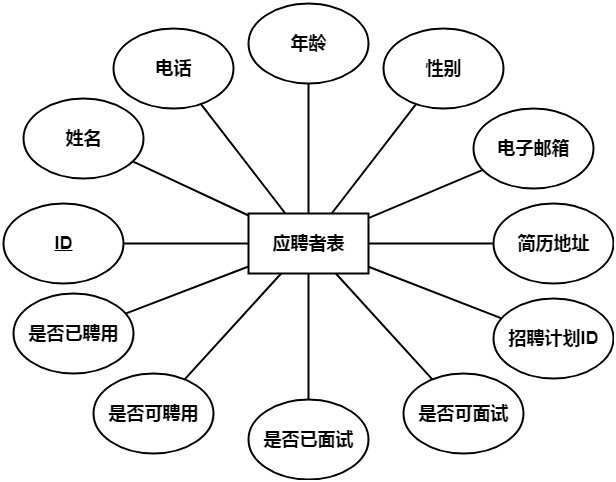 年龄
电话
性别
姓名
电子邮箱
ID
应聘者表
简历地址
是否已聘用
招聘计划ID
是否可聘用
是否已面试
是否可面试